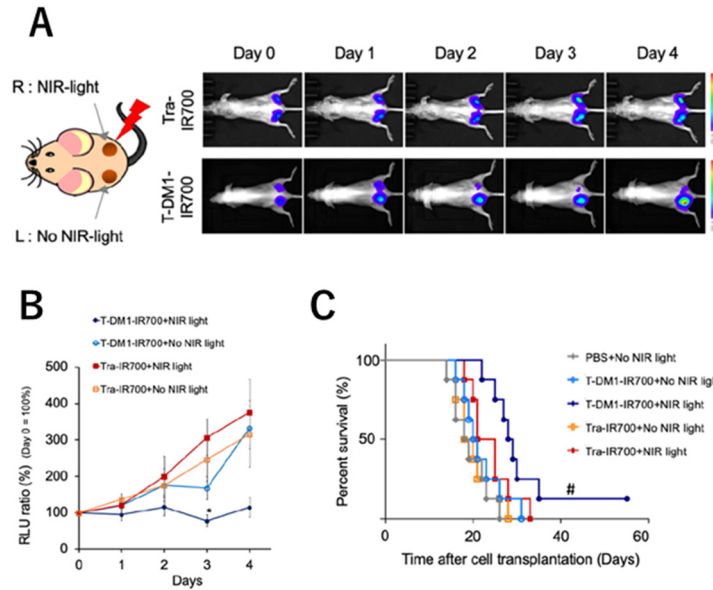 A
Day 0 Day 1 Day 2 Day 3 Day 4
R : NIR-light
Tra-
IR700
T-DM1-
IR700
L : No NIR-light
B
T-DM1-IR700+NIR light
T-DM1-IR700+No NIR light
Tra-IR700+NIR light
Tra-IR700+No NIR light
RLU ratio (%) (Day 0 = 100%)
500
400
300
200
100
0
*
0 1 2 3 4
Days
C
PBS+No NIR light
T-DM1-IR700+No NIR light
T-DM1-IR700+NIR light
Tra-IR700+No NIR light
Tra-IR700+NIR light
Percent survival (%)
100
50
#
0 20 40 60
Time after cell transplantation (Days)